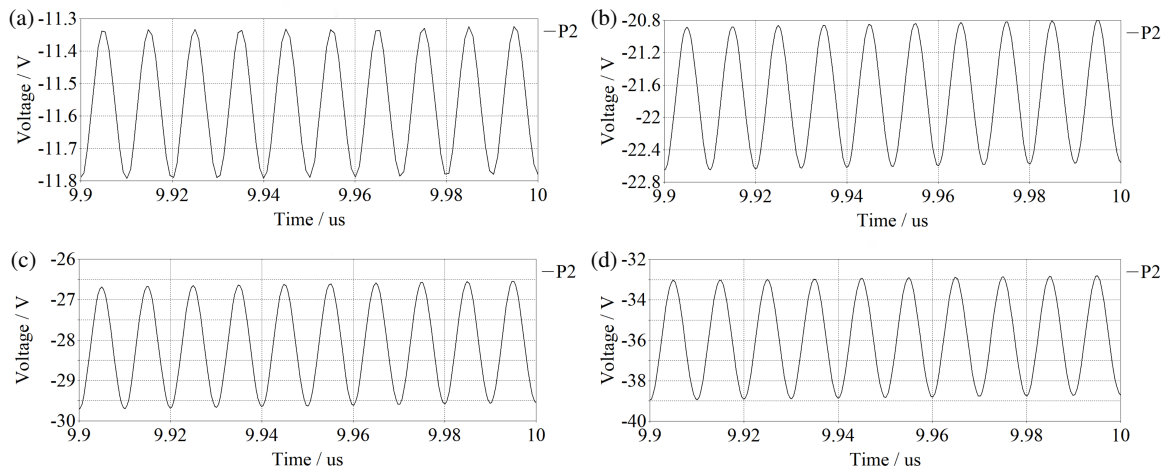 (a)
-11.3
-11.4
-11.5
-11.6
-11.7
-11.8
Voltage / V
9.9 9.92 9.94 9.96 9.98 10
Time / us
P2
(b)
-20.8
-21.2
-21.6
-22
-22.4
-22.8
Voltage / V
9.9 9.92 9.94 9.96 9.98 10
Time / us
P2
(c)
-26
-27
-28
-29
-30
Voltage / V
9.9 9.92 9.94 9.96 9.98 10
Time / us
P2
(d)
-32
-34
-36
-38
-40
Voltage / V
9.9 9.92 9.94 9.96 9.98 10
Time / us
P2